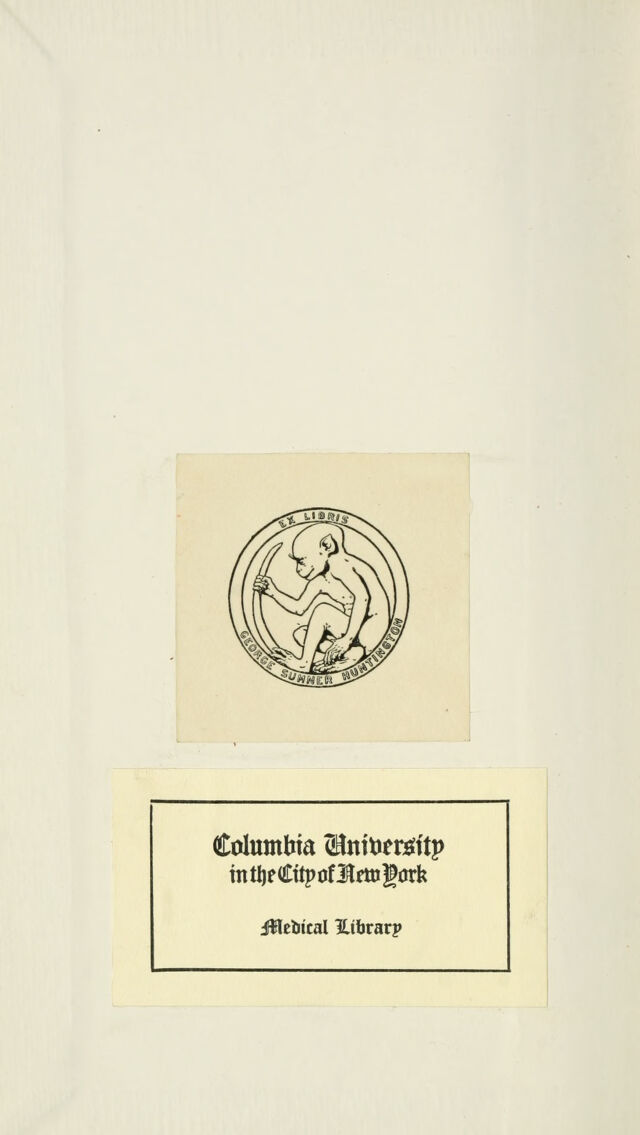 EX LIBRIS
GEORGE SUMNER HUNTINGTON
Columbia University
in the City of New York
Medical Library